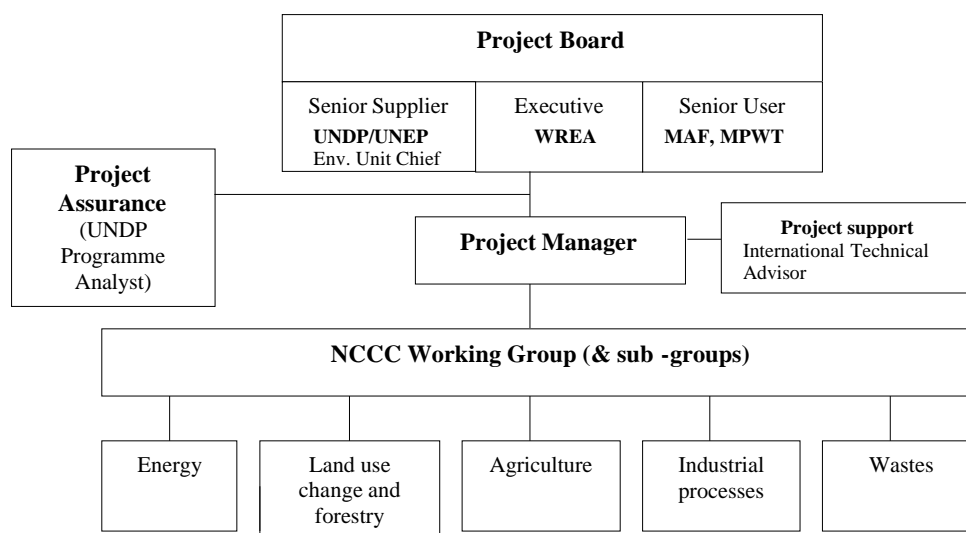 Project Board
Senior Supplier
UNDP/UNEP
Env. Unit Chief
Executive
WREA
Senior User
MAF, MPWT
Project
Assurance
(UNDP
Programme
Analyst)
Project Manager
Project support
International Technical
Advisor
NCCC Working Group (& sub -groups)
Energy
Land use
change and
forestry
Agriculture
Industrial
processes
Wastes